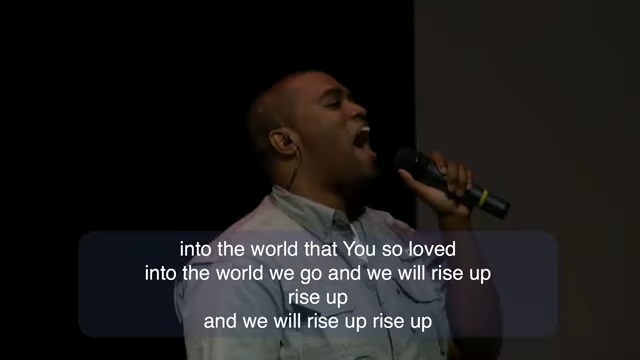 into the world that You so loved
into the world we go and we will rise up
rise up
and we will rise up rise up